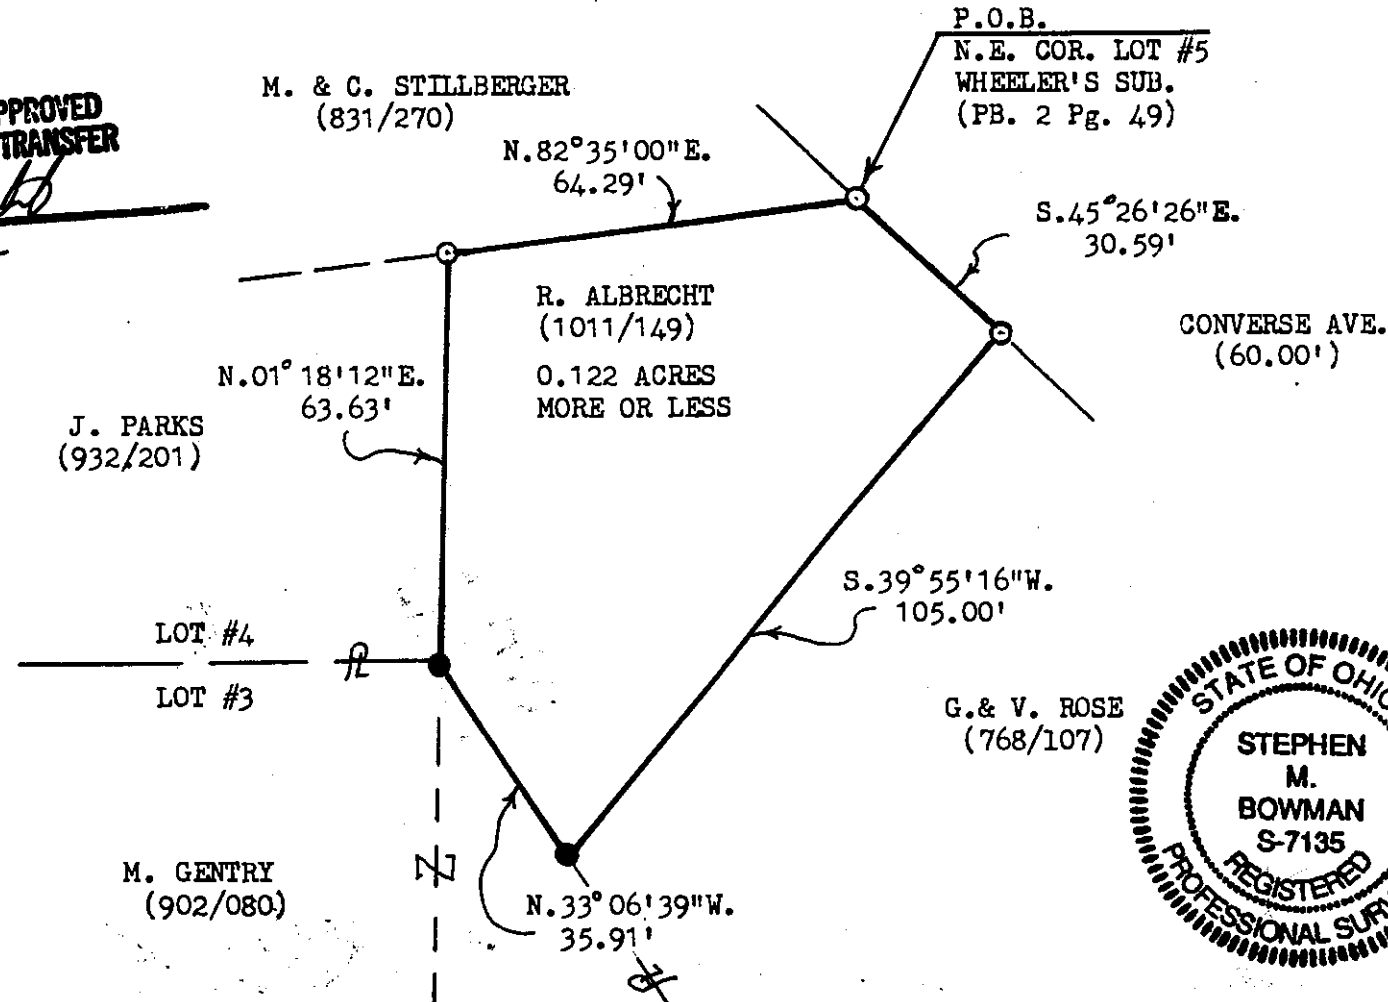 P.O.B.
N.E. COR. LOT #5
WHEELER'S SUB.
(PB. 2 Pg. 49)
M. & C. STILLBERGER
(831/270)
APPROVED
TRANSFER
N.82°35'00"E.
64.29'
S.45°26'26"E.
30.59'
R. ALBRECHT
(1011/149)
0.122 ACRES
MORE OR LESS
CONVERSE AVE.
(60.00')
N.01°18'12"E.
63.63'
J. PARKS
(932/201)
S.39°55'16"W.
105.00'
LOT #4
LOT #3
G.& V. ROSE
(768/107)
STATE OF OHIO
STEPHEN
M.
BOWMAN
S-7135
REGISTERED
PROFESSIONAL SURV
M. GENTRY
(902/080)
N.33°06'39"W.
35.91'